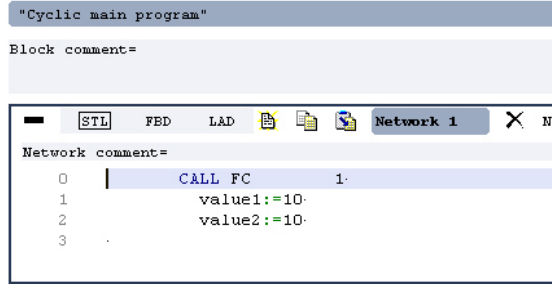 "Cyclic main program"
Block comment=
STL FBD LAD Network 1 N
Network comment=
0 CALL FC 1
1 value1:=10
2 value2:=10
3